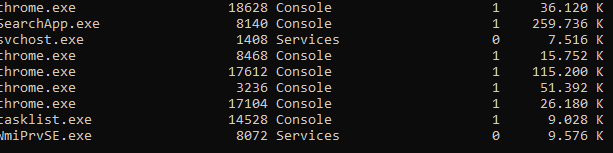 chrome.exe 18628 Console 1 36.120 K
SearchApp.exe 8140 Console 1 259.736 K
svchost.exe 1408 Services 0 7.516 K
chrome.exe 8468 Console 1 15.752 K
chrome.exe 17612 Console 1 115.200 K
chrome.exe 3236 Console 1 51.392 K
chrome.exe 17104 Console 1 26.180 K
tasklist.exe 14528 Console 1 9.028 K
WmiPrvSE.exe 8072 Services 0 9.576 K